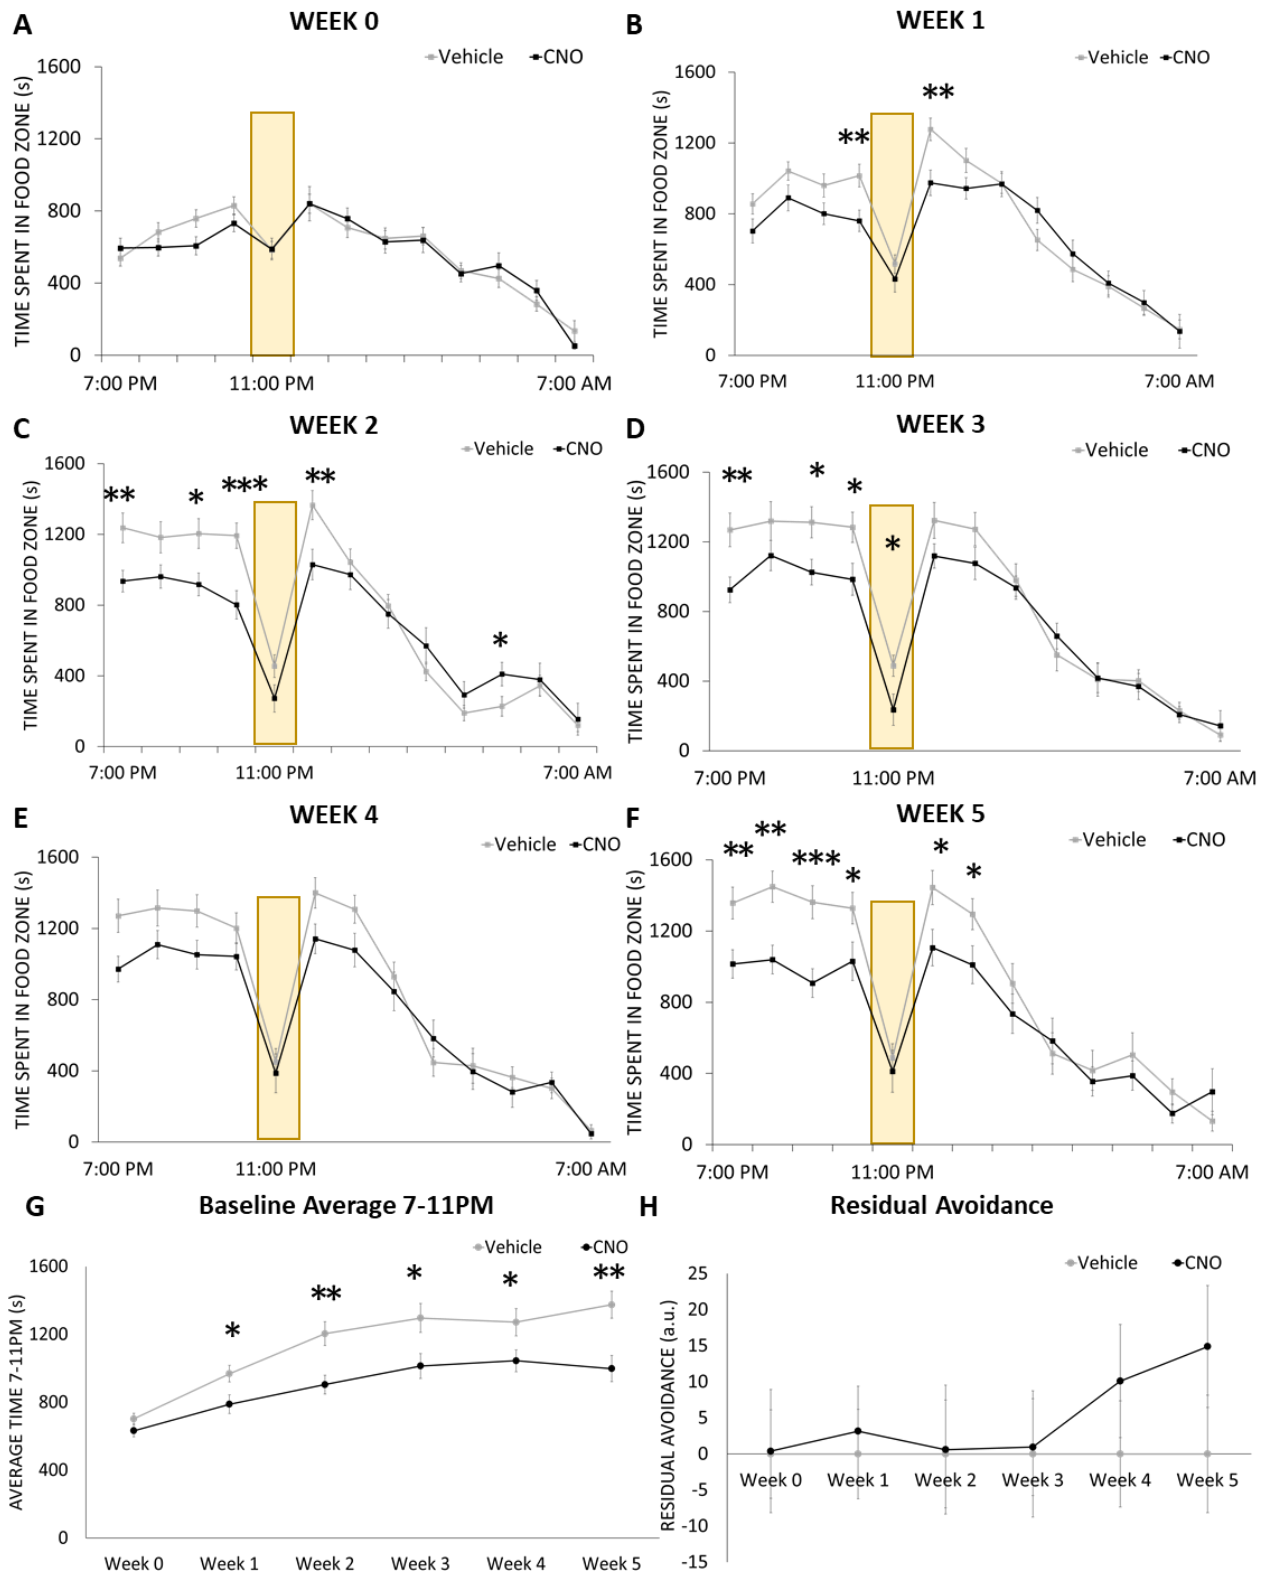 A WEEK 0
Vehicle CNO
TIME SPENT IN FOOD ZONE (s)
1600
1200
800
400
0
7:00 PM 11:00 PM 7:00 AM
B WEEK 1
Vehicle CNO
TIME SPENT IN FOOD ZONE (s)
1600
1200
800
400
0
** **
7:00 PM 11:00 PM 7:00 AM
C WEEK 2
Vehicle CNO
TIME SPENT IN FOOD ZONE (s)
1600
1200
800
400
0
** * *** ** *
7:00 PM 11:00 PM 7:00 AM
D WEEK 3
Vehicle CNO
TIME SPENT IN FOOD ZONE (s)
1600
1200
800
400
0
** * * *
7:00 PM 11:00 PM 7:00 AM
E WEEK 4
Vehicle CNO
TIME SPENT IN FOOD ZONE (s)
1600
1200
800
400
0
7:00 PM 11:00 PM 7:00 AM
F WEEK 5
Vehicle CNO
TIME SPENT IN FOOD ZONE (s)
1600
1200
800
400
0
** ** *** * * *
7:00 PM 11:00 PM 7:00 AM
G Baseline Average 7-11PM
Vehicle CNO
AVERAGE TIME 7-11PM (s)
1600
1200
800
400
0
* ** * * **
Week 0 Week 1 Week 2 Week 3 Week 4 Week 5
H Residual Avoidance
Vehicle CNO
RESIDUAL AVOIDANCE (a.u.)
25
20
15
10
5
0
-5
-10
-15
Week 0 Week 1 Week 2 Week 3 Week 4 Week 5